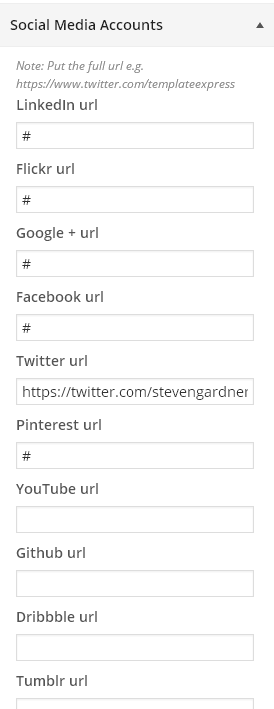 Social Media Accounts
Note: Put the full url e.g.
https://www.twitter.com/templateexpress
LinkedIn url
#
Flickr url
#
Google + url
#
Facebook url
#
Twitter url
https://twitter.com/stevengardner
Pinterest url
#
YouTube url
Github url
Dribbble url
Tumblr url